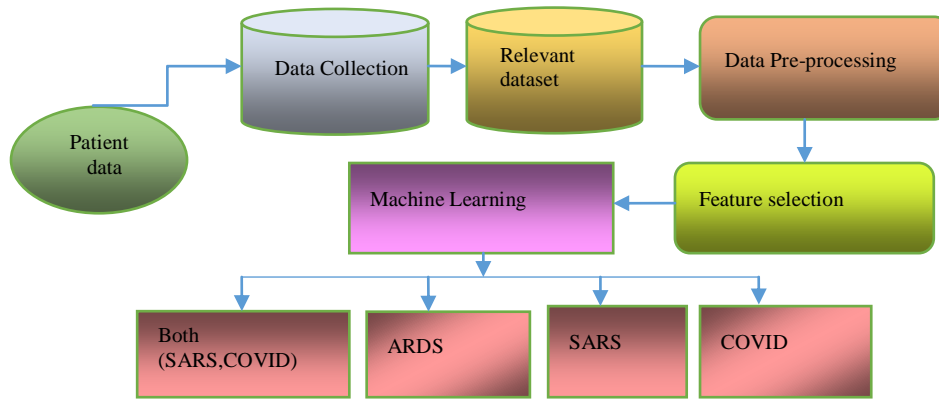 Patient
data
Data Collection
Relevant
dataset
Data Pre-processing
Feature selection
Machine Learning
Both
(SARS,COVID)
ARDS
SARS
COVID